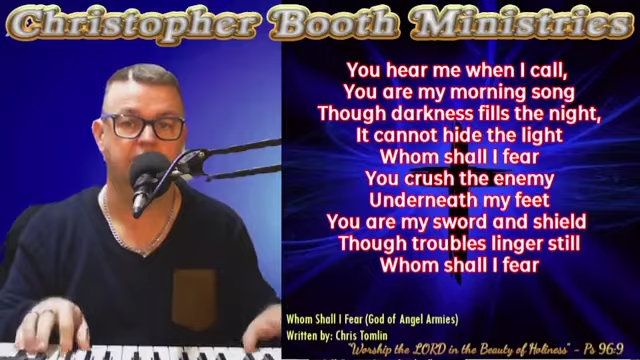 Christopher Booth Ministries
You hear me when I call,
You are my morning song
Though darkness fills the night,
It cannot hide the light
Whom shall I fear
You crush the enemy
Underneath my feet
You are my sword and shield
Though troubles linger still
Whom shall I fear
Whom Shall I Fear (God of Angel Armies)
Written by: Chris Tomlin
"Worship the LORD in the Beauty of Holiness" - Ps 96:9